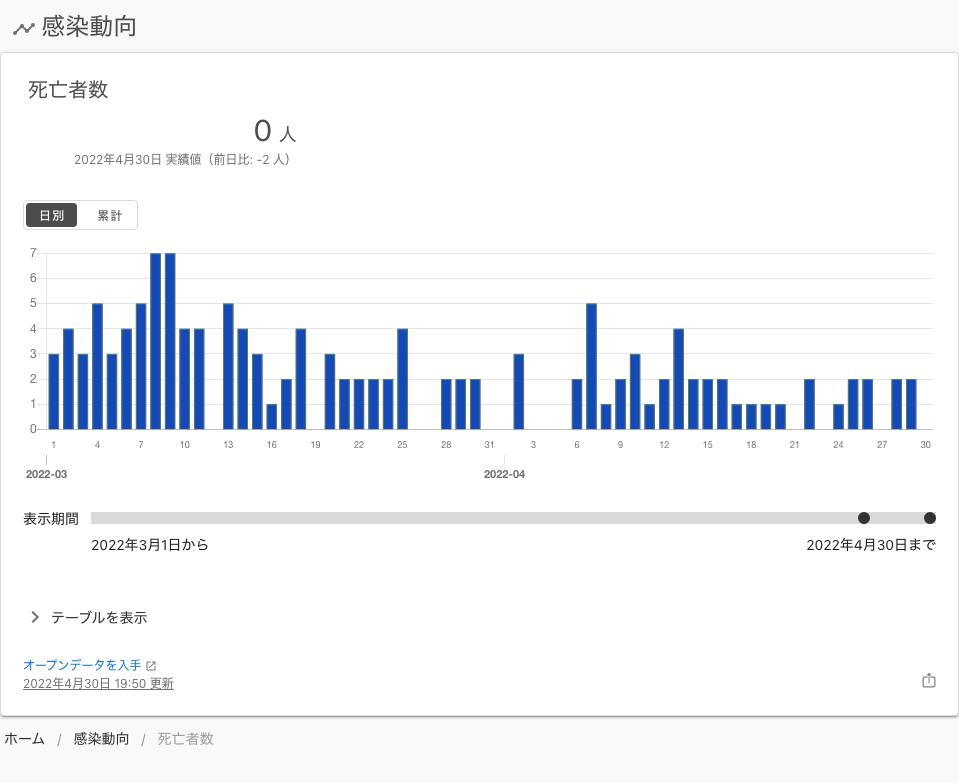 感染動向
死亡者数
0 人
2022年4月30日 実績値（前日比: -2 人）
日別 累計
7
6
5
4
3
2
1
0
1 4 7 10 13 16 19 22 25 28 31 3 6 9 12 15 18 21 24 27 30
2022-03 2022-04
表示期間
2022年3月1日から 2022年4月30日まで
テーブルを表示
オープンデータを入手
2022年4月30日 19:50 更新
ホーム / 感染動向 / 死亡者数